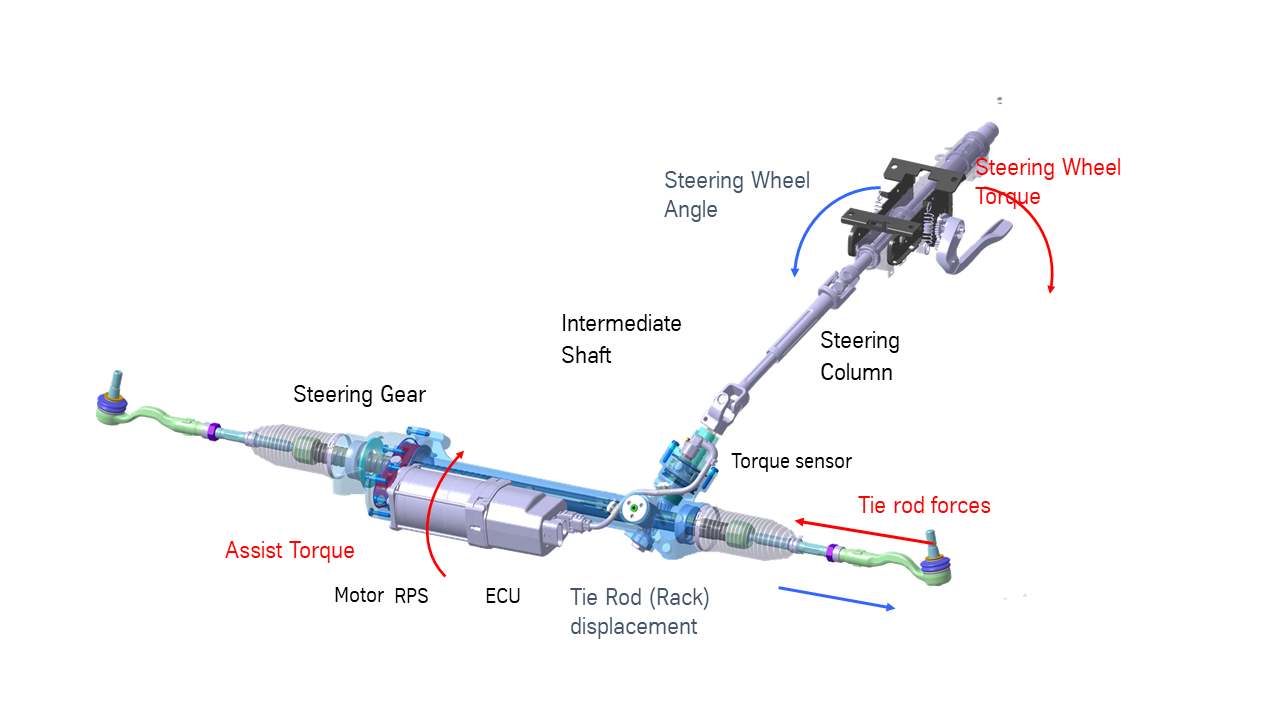 Steering Wheel
Torque
Steering Wheel
Angle
Intermediate
Shaft
Steering
Column
Steering Gear
Torque sensor
Tie rod forces
Assist Torque
Motor RPS ECU
Tie Rod (Rack)
displacement